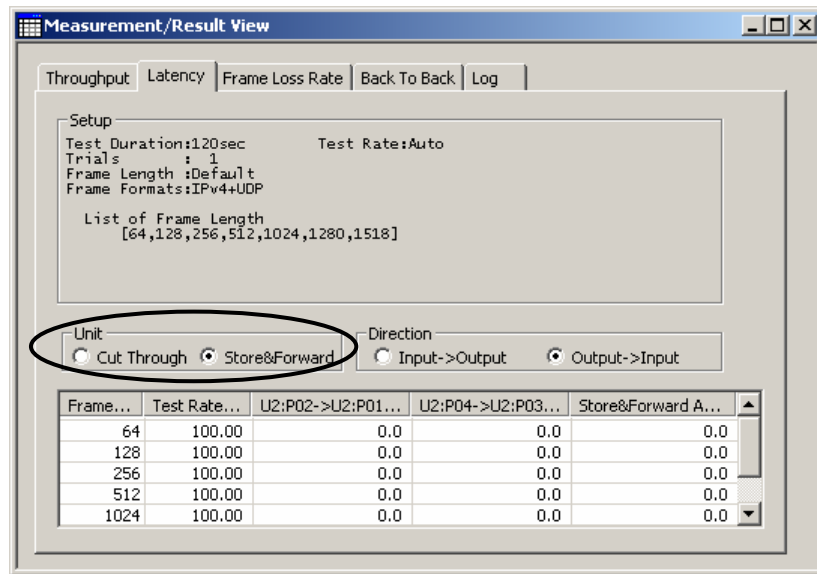 Measurement/Result View
Throughput Latency Frame Loss Rate Back To Back Log
Setup
Test Duration:120sec Test Rate:Auto
Trials : 1
Frame Length :Default
Frame Formats:IPv4+UDP
List of Frame Length
[64,128,256,512,1024,1280,1518]
Unit Direction
Cut Through Store&Forward Input->Output Output->Input
Frame... Test Rate... U2:P02->U2:P01... U2:P04->U2:P03... Store&Forward A...
64 100.00 0.0 0.0 0.0
128 100.00 0.0 0.0 0.0
256 100.00 0.0 0.0 0.0
512 100.00 0.0 0.0 0.0
1024 100.00 0.0 0.0 0.0